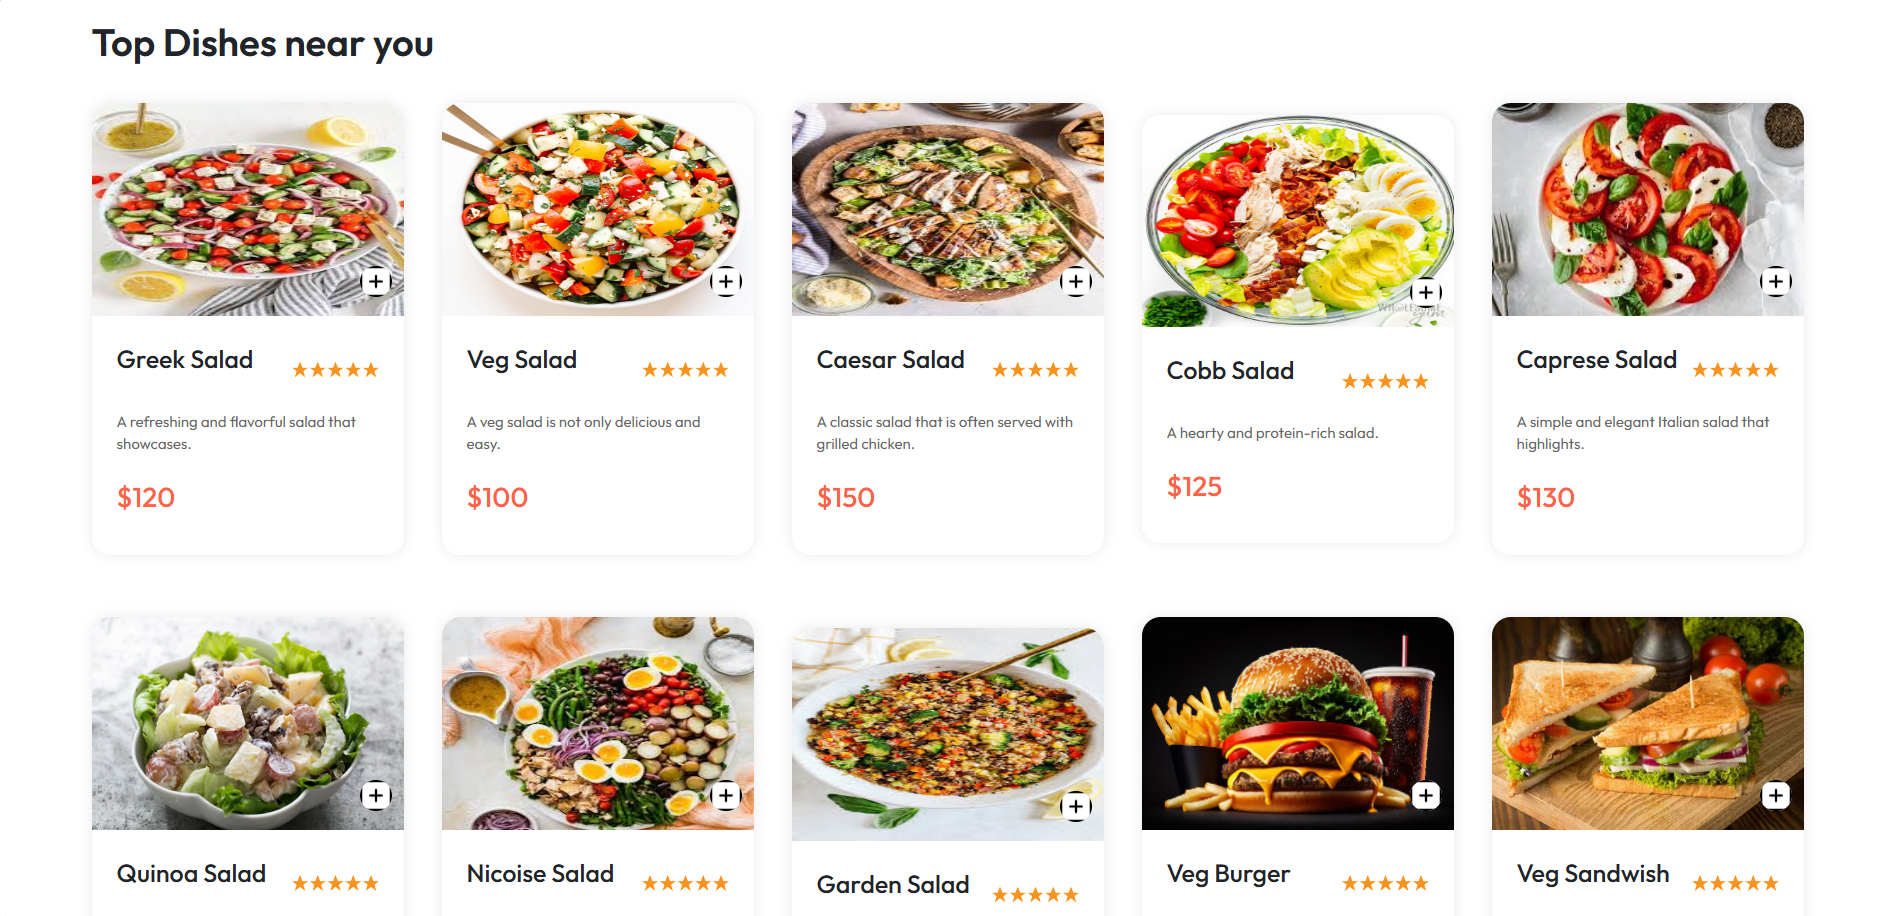 Top Dishes near you
Greek Salad
A refreshing and flavorful salad that
showcases.
$120
Veg Salad
A veg salad is not only delicious and
easy.
$100
Caesar Salad
A classic salad that is often served with
grilled chicken.
$150
WHOLESOME
yum
Cobb Salad
A hearty and protein-rich salad.
$125
Caprese Salad
A simple and elegant Italian salad that
highlights.
$130
Quinoa Salad
Nicoise Salad
Garden Salad
Veg Burger
Veg Sandwish